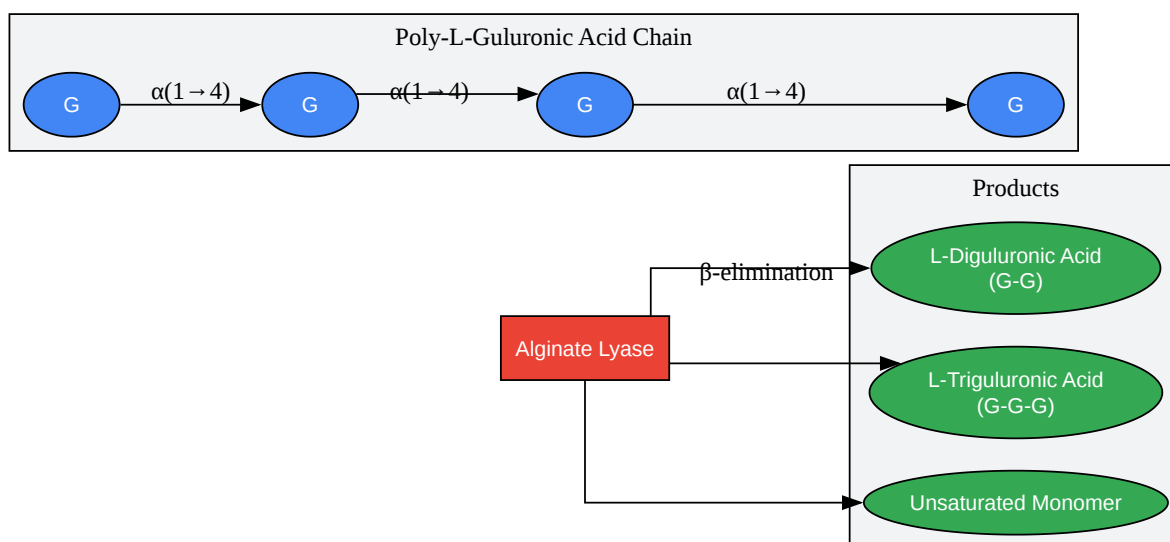 Poly-L-Guluronic Acid Chain
G α(1→4) G α(1→4) G α(1→4) G
Products
L-Diguluronic Acid
(G-G)
β-elimination
Alginate Lyase
L-Triguluronic Acid
(G-G-G)
Unsaturated Monomer